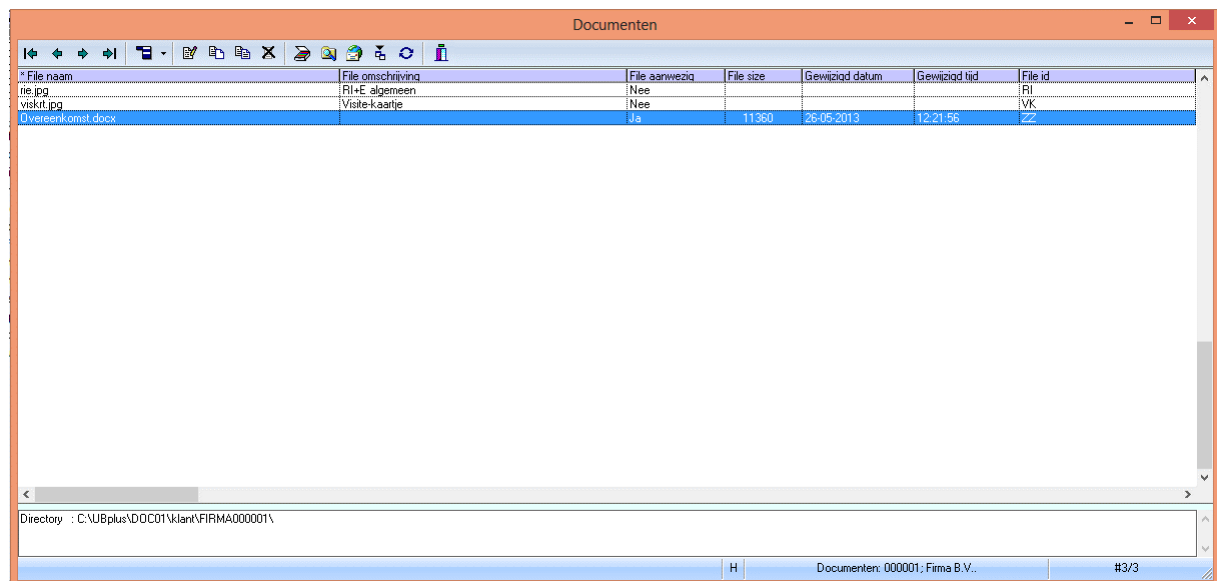 Documenten
* File naam File omschrijving File aanwezig File size Gewijzigd datum Gewijzigd tijd File id
rie.jpg RI+E algemeen Nee RI
viskrt.jpg Visite-kaartje Nee VK
Overeenkomst.docx Ja 11360 26-05-2013 12:21:56 ZZ
Directory : C:\UBplus\DOC01\klant\FIRMA000001\
H Documenten: 000001; Firma B.V.. #3/3